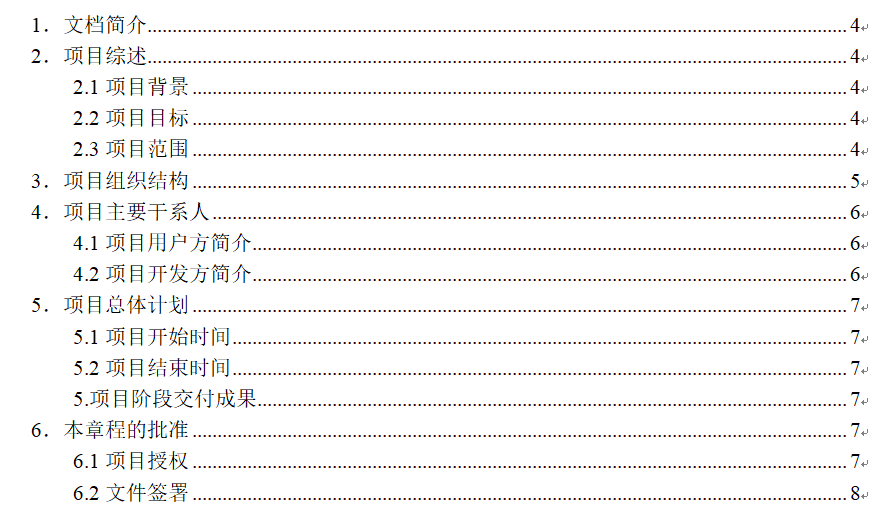 1．文档简介........................................................................................................ 4
2．项目综述........................................................................................................ 4
2.1 项目背景........................................................................................................ 4
2.2 项目目标........................................................................................................ 4
2.3 项目范围........................................................................................................ 4
3．项目组织结构........................................................................................................ 5
4．项目主要干系人........................................................................................................ 6
4.1 项目用户方简介........................................................................................................ 6
4.2 项目开发方简介........................................................................................................ 6
5．项目总体计划........................................................................................................ 7
5.1 项目开始时间........................................................................................................ 7
5.2 项目结束时间........................................................................................................ 7
5.项目阶段交付成果........................................................................................................ 7
6．本章程的批准........................................................................................................ 7
6.1 项目授权........................................................................................................ 7
6.2 文件签署........................................................................................................ 8